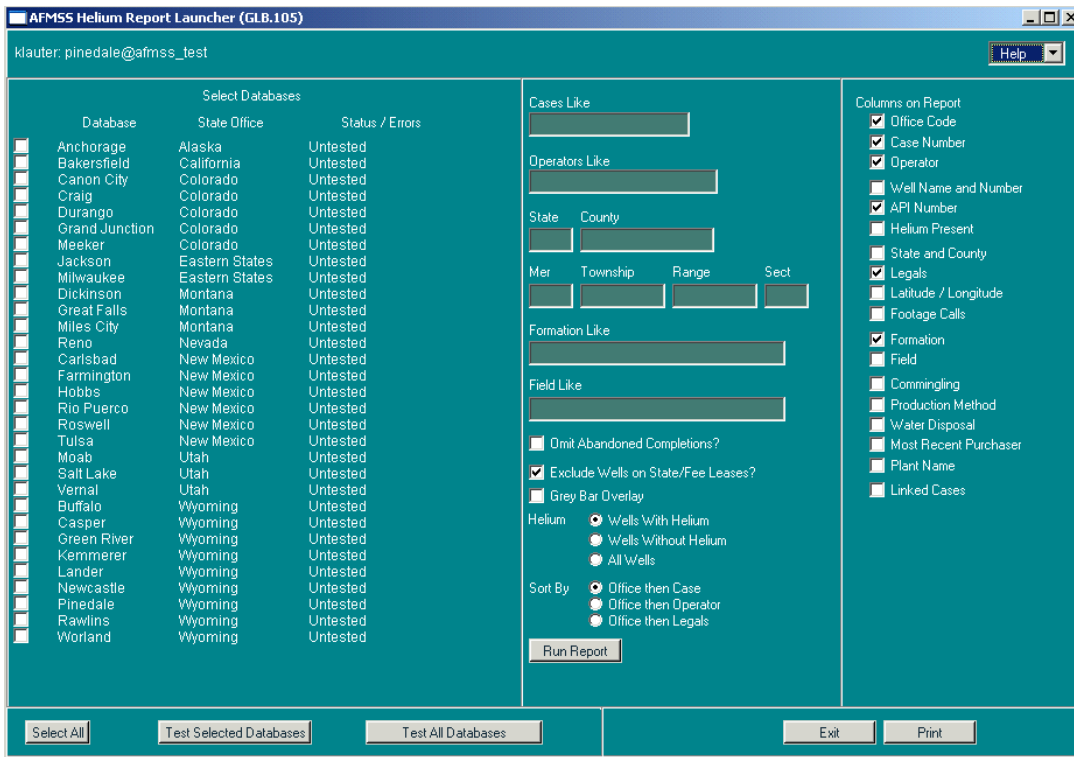 AFMSS Helium Report Launcher (GLB.105)
klauter: pinedale@afmss_test
Help
Select Databases
Database State Office Status / Errors
Anchorage Alaska Untested
Bakersfield California Untested
Canon City Colorado Untested
Craig Colorado Untested
Durango Colorado Untested
Grand Junction Colorado Untested
Meeker Colorado Untested
Jackson Eastern States Untested
Milwaukee Eastern States Untested
Dickinson Montana Untested
Great Falls Montana Untested
Miles City Montana Untested
Reno Nevada Untested
Carlsbad New Mexico Untested
Farmington New Mexico Untested
Hobbs New Mexico Untested
Rio Puerco New Mexico Untested
Roswell New Mexico Untested
Tulsa New Mexico Untested
Moab Utah Untested
Salt Lake Utah Untested
Vernal Utah Untested
Buffalo Wyoming Untested
Casper Wyoming Untested
Green River Wyoming Untested
Kemmerer Wyoming Untested
Lander Wyoming Untested
Newcastle Wyoming Untested
Pinedale Wyoming Untested
Rawlins Wyoming Untested
Worland Wyoming Untested
Cases Like
Operators Like
State County
Mer Township Range Sect
Formation Like
Field Like
Omit Abandoned Completions?
Exclude Wells on State/Fee Leases?
Grey Bar Overlay
Helium Wells With Helium
Wells Without Helium
All Wells
Sort By Office then Case
Office then Operator
Office then Legals
Run Report
Columns on Report
Office Code
Case Number
Operator
Well Name and Number
API Number
Helium Present
State and County
Legals
Latitude / Longitude
Footage Calls
Formation
Field
Commingling
Production Method
Water Disposal
Most Recent Purchaser
Plant Name
Linked Cases
Select All Test Selected Databases Test All Databases Exit Print